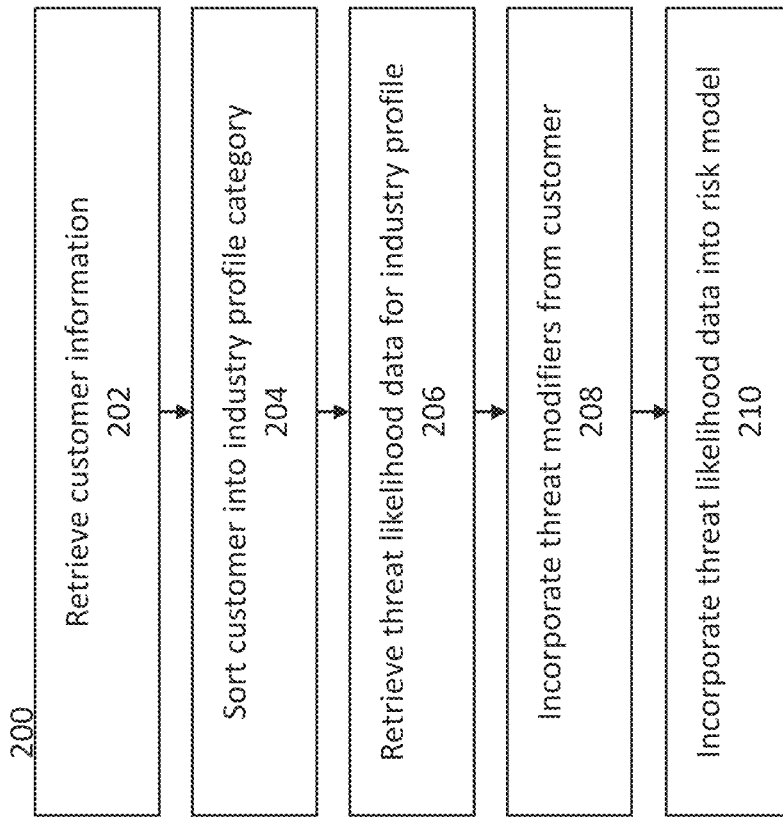 200
Retrieve customer information
202
Sort customer into industry profile category
204
Retrieve threat likelihood data for industry profile
206
Incorporate threat modifiers from customer
208
Incorporate threat likelihood data into risk model
210